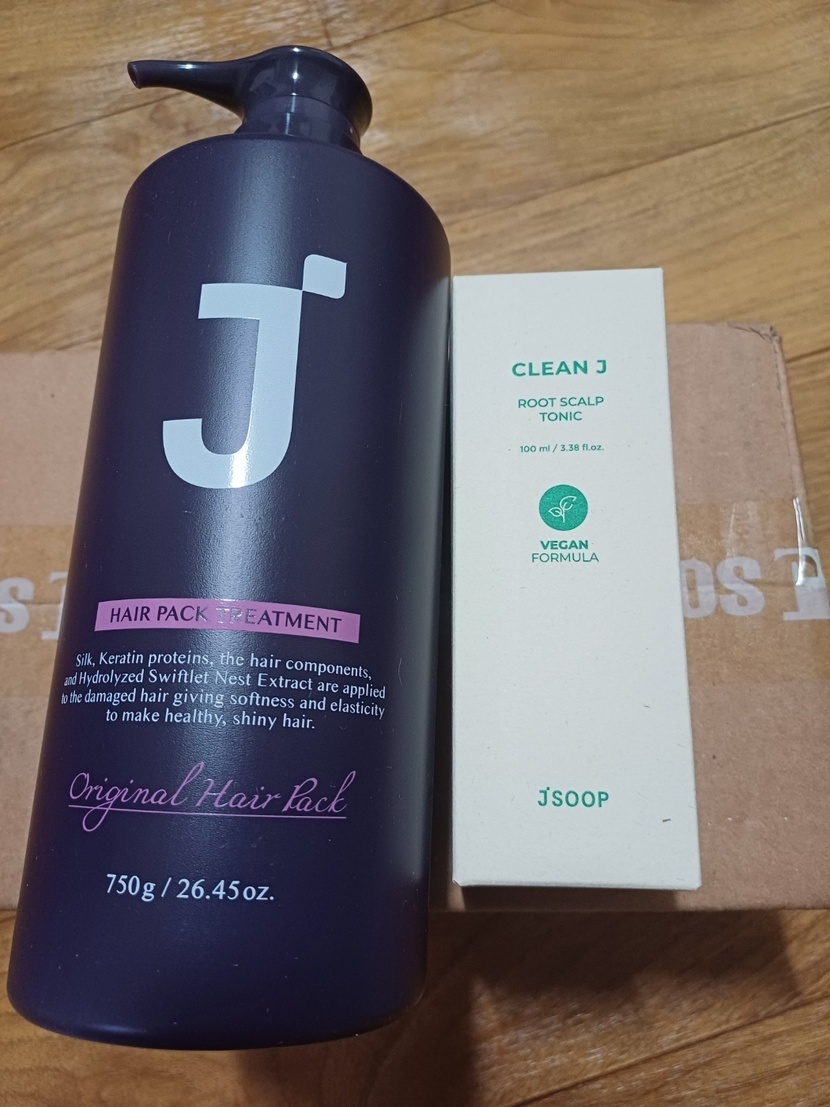 J
HAIR PACK TREATMENT
Silk, Keratin proteins, the hair components,
and Hydrolyzed Swiftlet Nest Extract are applied
to the damaged hair giving softness and elasticity
to make healthy, shiny hair.
Original Hair Pack
750g / 26.45oz.
CLEAN J
ROOT SCALP
TONIC
100 ml / 3.38 fl.oz.
VEGAN
FORMULA
JSOOP